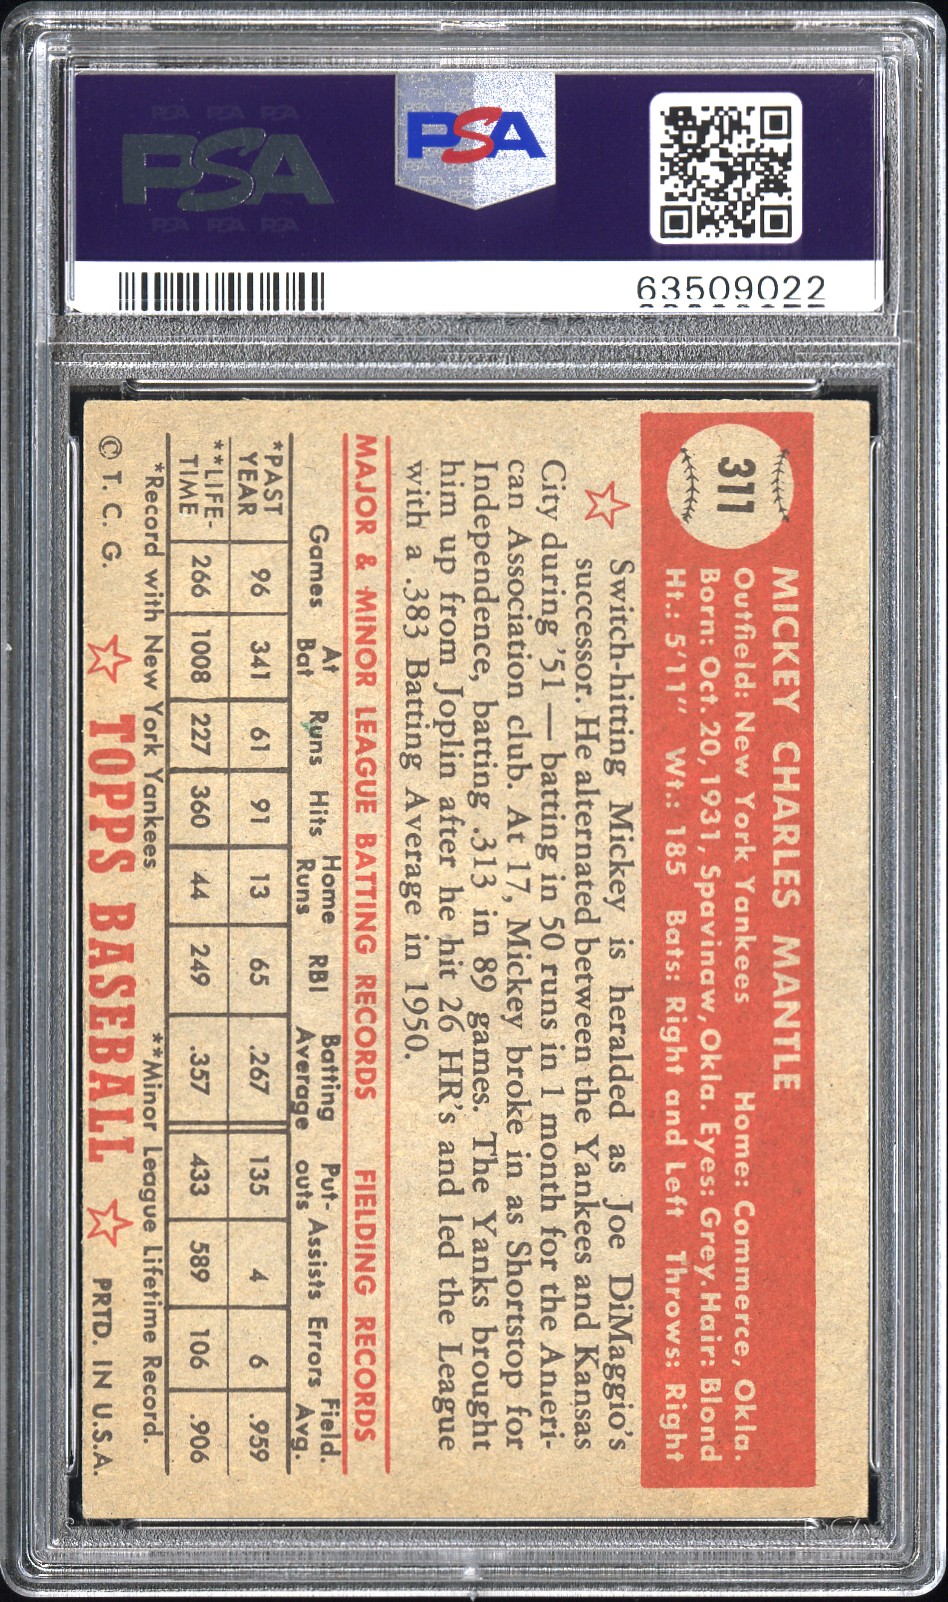 PSA
PSA
63509022
311
MICKEY CHARLES MANTLE
Outfield: New York Yankees Home: Commerce, Okla.
Born: Oct. 20, 1931, Spavinaw, Okla. Eyes: Grey. Hair: Blond
Ht.: 5'11" Wt.: 185 Bats: Right and Left Throws: Right
Switch-hitting Mickey is heralded as Joe DiMaggio's
successor. He alternated between the Yankees and Kansas
City during '51—batting in 50 runs in 1 month for the Ameri-
can Association club. At 17, Mickey broke in as Shortstop for
Independence, batting .313 in 89 games. The Yanks brought
him up from Joplin after he hit 26 HR's and led the League
with a .383 Batting Average in 1950.
MAJOR & MINOR LEAGUE BATTING RECORDS FIELDING RECORDS
Games At Bat Runs Hits Home Runs RBI Batting Average Put-outs Assists Errors Field. Avg.
*PAST YEAR 96 341 61 91 13 65 .267 135 4 6 .959
**LIFE-TIME 266 1008 227 360 44 249 .357 433 589 106 .906
*Record with New York Yankees **Minor League Lifetime Record.
© T. C. G. TOPPS BASEBALL PRTD. IN U.S.A.